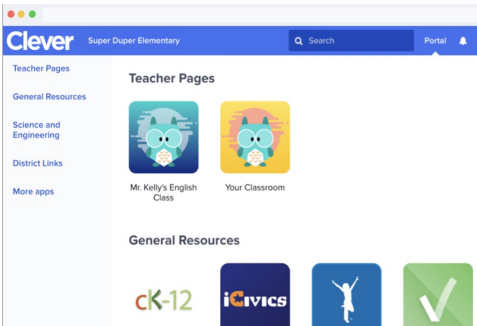 Clever Super Duper Elementary Search Portal
Teacher Pages
General Resources
Science and
Engineering
District Links
More apps
Teacher Pages
Mr. Kelly's English
Class
Your Classroom
General Resources
cK-12
iCIVICS